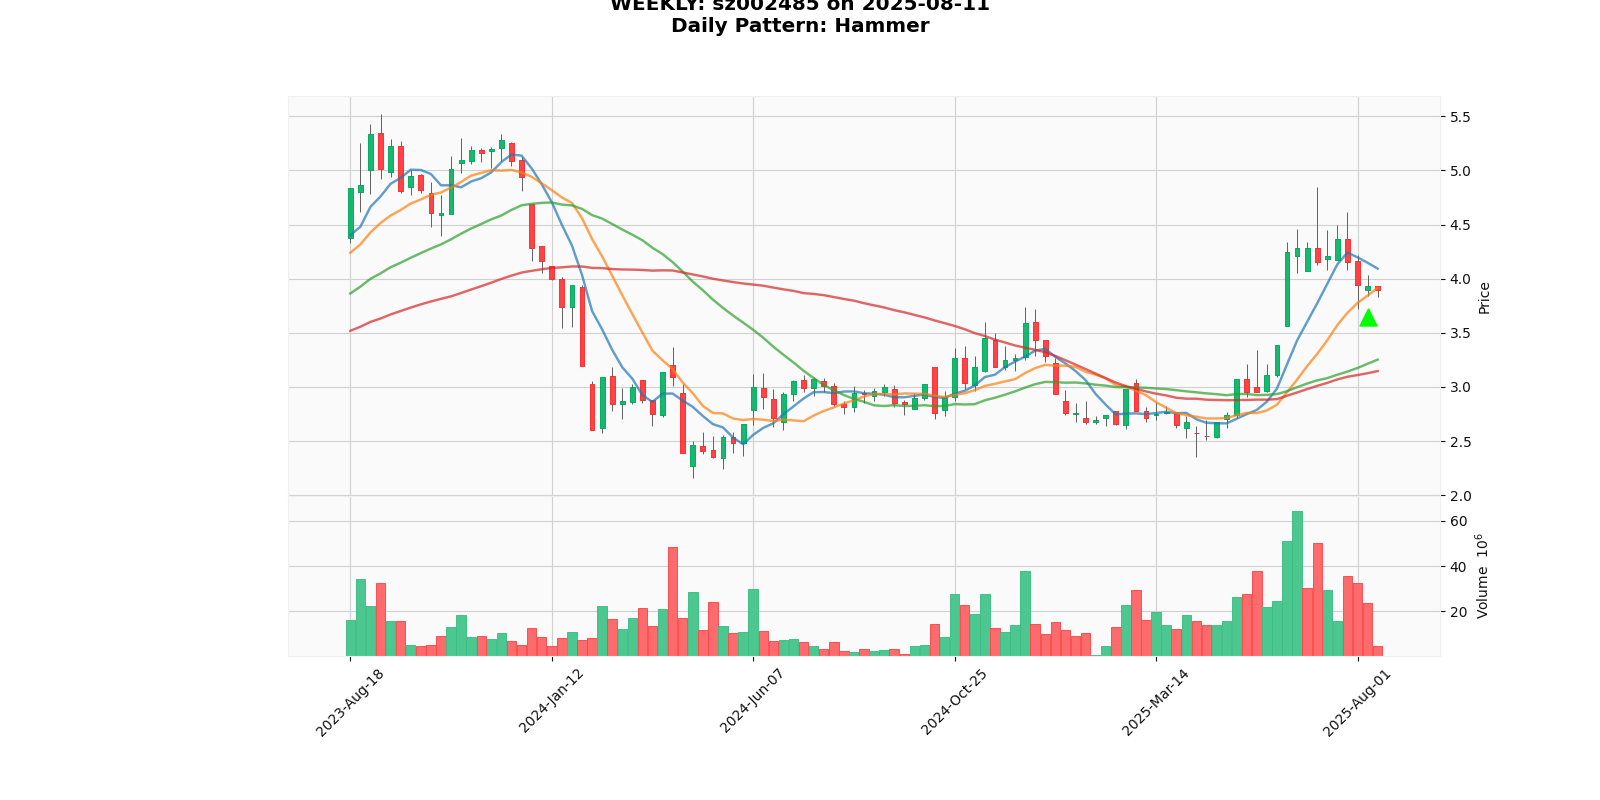 WEEKLY: sz002485 on 2025-08-11
Daily Pattern: Hammer
5.5
5.0
4.5
4.0
3.5
3.0
2.5
2.0
Price
60
40
20
Volume 10⁶
2023-Aug-18
2024-Jan-12
2024-Jun-07
2024-Oct-25
2025-Mar-14
2025-Aug-01